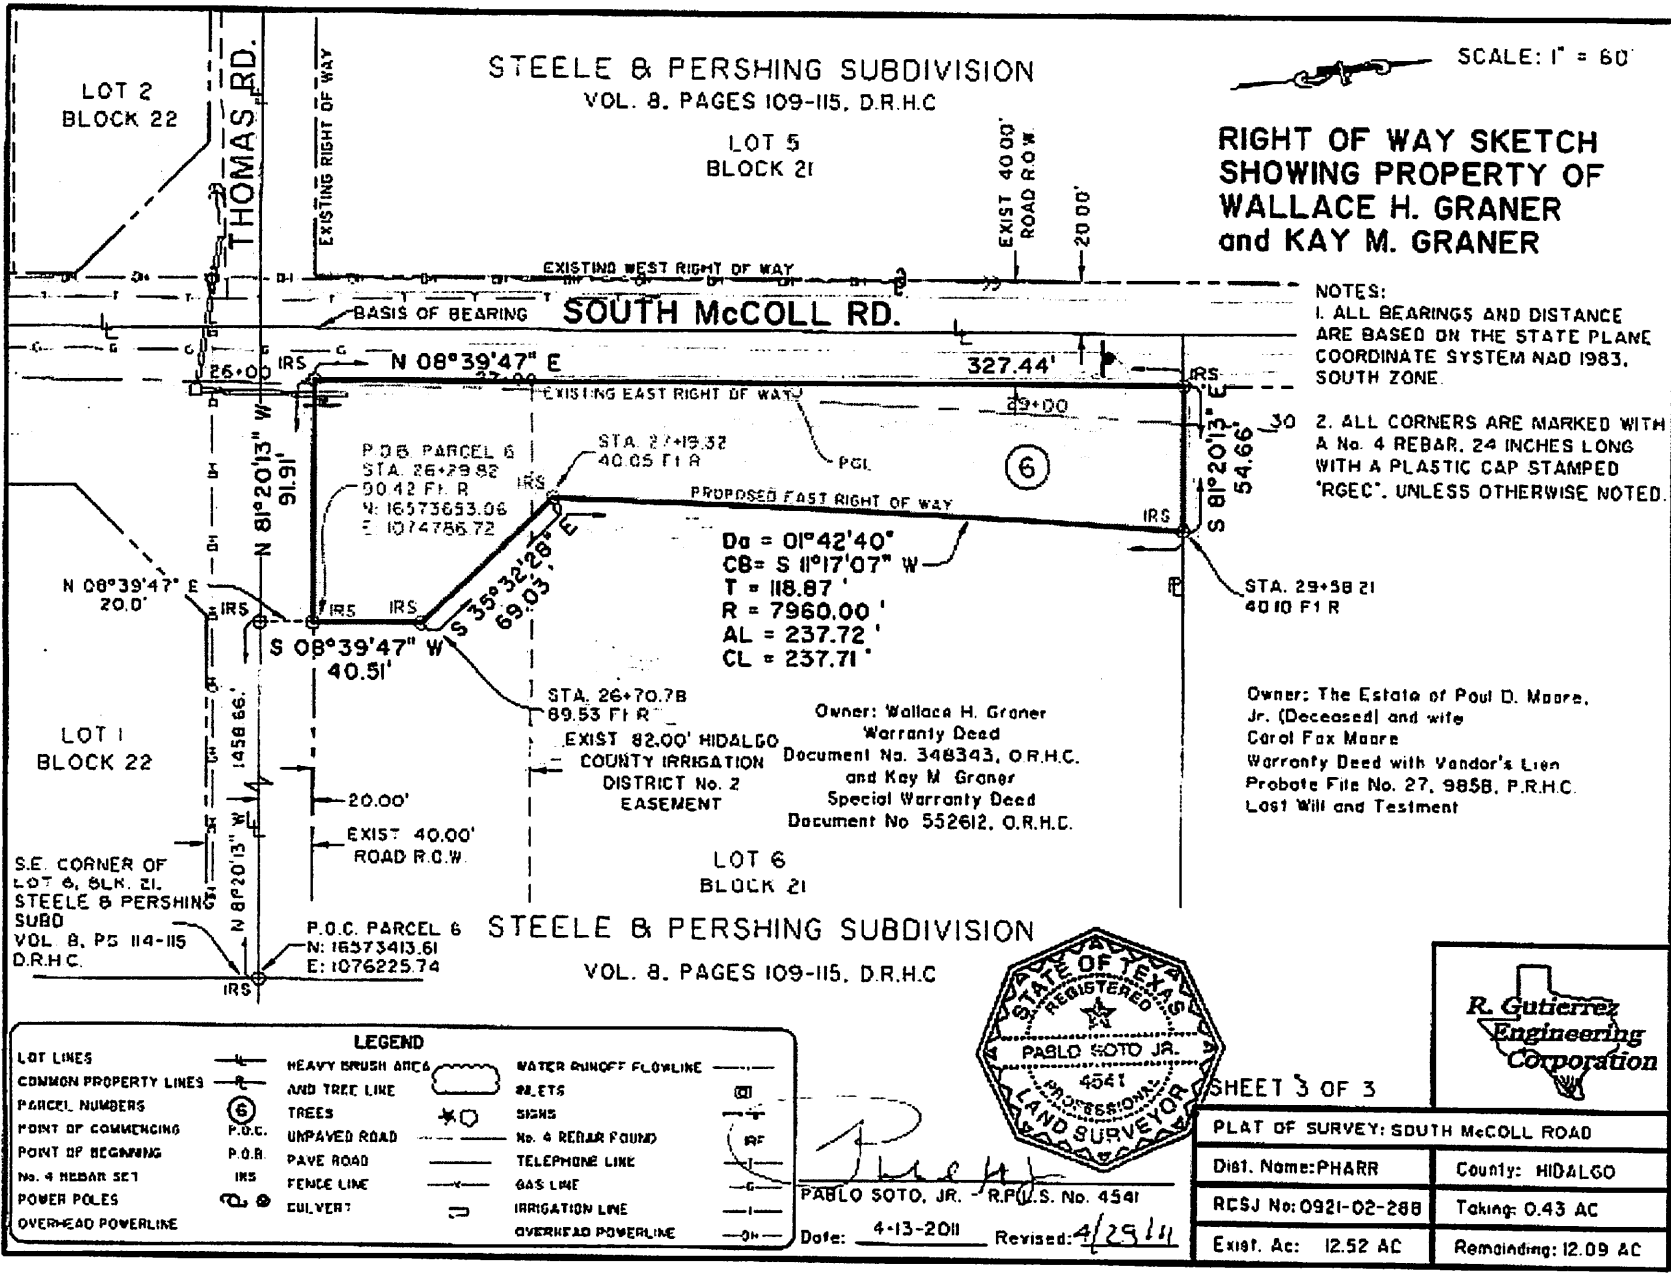 LOT 2
BLOCK 22
THOMAS RD.
EXISTING RIGHT OF WAY
STEELE & PERSHING SUBDIVISION
VOL. 8, PAGES 109-115, D.R.H.C
LOT 5
BLOCK 21
EXIST 40.00'
ROAD R.O.W.
20.00'
SCALE: 1" = 60'
RIGHT OF WAY SKETCH
SHOWING PROPERTY OF
WALLACE H. GRANER
and KAY M. GRANER
EXISTING WEST RIGHT OF WAY
BASIS OF BEARING
SOUTH McCOLL RD.
NOTES:
1. ALL BEARINGS AND DISTANCE
ARE BASED ON THE STATE PLANE
COORDINATE SYSTEM NAD 1983,
SOUTH ZONE.
2. ALL CORNERS ARE MARKED WITH
A No. 4 REBAR, 24 INCHES LONG
WITH A PLASTIC CAP STAMPED
"RGEC", UNLESS OTHERWISE NOTED.
26+00
IRS
N 08°39'47" E
27+00
327.44'
IRS
EXISTING EAST RIGHT OF WAY
29+00
30
N 81°20'13" W
91.91'
P.O.B. PARCEL 6
STA. 26+29.82
90.42 Ft. R
N: 16573693.06
E: 1074786.72
STA. 27+19.32
40.05 Ft R
IRS
PGL
6
S 81°20'13" E
54.66'
PROPOSED EAST RIGHT OF WAY
IRS
S 35°32'28" E
69.03'
Da = 01°42'40"
CB= S 11°17'07" W
T = 118.87 '
R = 7960.00 '
AL = 237.72 '
CL = 237.71 '
N 08°39'47" E
20.0'
IRS
IRS
IRS
S 08°39'47" W
40.51'
STA. 29+58.21
40.10 Ft R
STA. 26+70.78
89.53 Ft R
EXIST 82.00' HIDALGO
COUNTY IRRIGATION
DISTRICT No. 2
EASEMENT
Owner: Wallace H. Graner
Warranty Deed
Document No. 348343, O.R.H.C.
and Kay M Graner
Special Warranty Deed
Document No 552612, O.R.H.C.
Owner: The Estate of Paul D. Moore,
Jr. (Deceased) and wife
Carol Fox Moore
Warranty Deed with Vendor's Lien
Probate File No. 27, 985B, P.R.H.C.
Last Will and Testment
LOT 1
BLOCK 22
1458.66'
N 81°20'13" W
20.00'
EXIST 40.00'
ROAD R.O.W.
LOT 6
BLOCK 21
S.E. CORNER OF
LOT 6, BLK. 21,
STEELE & PERSHING
SUBD
VOL. 8, PG 114-115
D.R.H.C.
IRS
P.O.C. PARCEL 6
N: 16573413.61
E: 1076225.74
STEELE & PERSHING SUBDIVISION
VOL. 8, PAGES 109-115, D.R.H.C
LEGEND
LOT LINES
COMMON PROPERTY LINES
PARCEL NUMBERS 6
POINT OF COMMENCING P.O.C.
POINT OF BEGINNING P.O.B.
No. 4 REBAR SET IRS
POWER POLES
OVERHEAD POWERLINE
HEAVY BRUSH AREA
AND TREE LINE
TREES
UNPAVED ROAD
PAVE ROAD
FENCE LINE
CULVERT
WATER RUNOFF FLOWLINE
INLETS
SIGNS
No. 4 REBAR FOUND IRF
TELEPHONE LINE
GAS LINE
IRRIGATION LINE
OVERHEAD POWERLINE
STATE OF TEXAS
REGISTERED
PABLO SOTO JR.
4541
PROFESSIONAL
LAND SURVEYOR
PABLO SOTO, JR. - R.P.L.S. No. 4541
Date: 4-13-2011 Revised: 4/29/11
R. Gutierrez
Engineering
Corporation
SHEET 3 OF 3
PLAT OF SURVEY: SOUTH McCOLL ROAD
Dist. Name: PHARR County: HIDALGO
RCSJ No: 0921-02-288 Taking: 0.43 AC
Exist. Ac: 12.52 AC Remainding: 12.09 AC